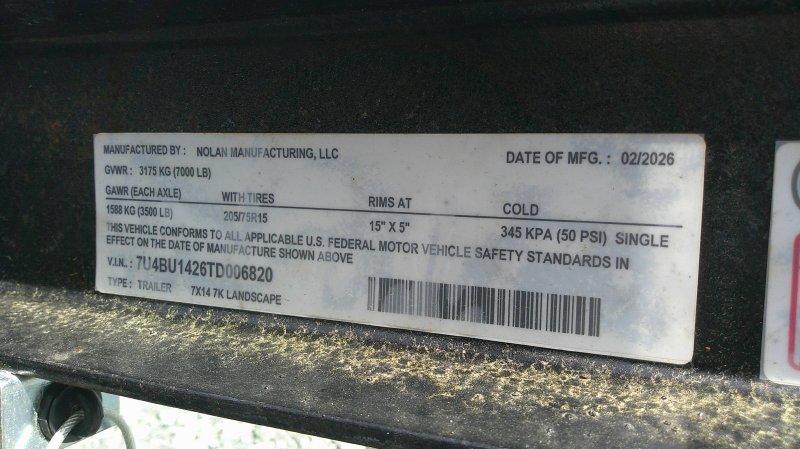 MANUFACTURED BY : NOLAN MANUFACTURING, LLC DATE OF MFG. : 02/2026
GVWR : 3175 KG (7000 LB)
GAWR (EACH AXLE) WITH TIRES RIMS AT COLD
1588 KG (3500 LB) 205/75R15 15" X 5" 345 KPA (50 PSI) SINGLE
THIS VEHICLE CONFORMS TO ALL APPLICABLE U.S. FEDERAL MOTOR VEHICLE SAFETY STANDARDS IN
EFFECT ON THE DATE OF MANUFACTURE SHOWN ABOVE
V.I.N. : 7U4BU1426TD006820
TYPE : TRAILER 7X14 7K LANDSCAPE